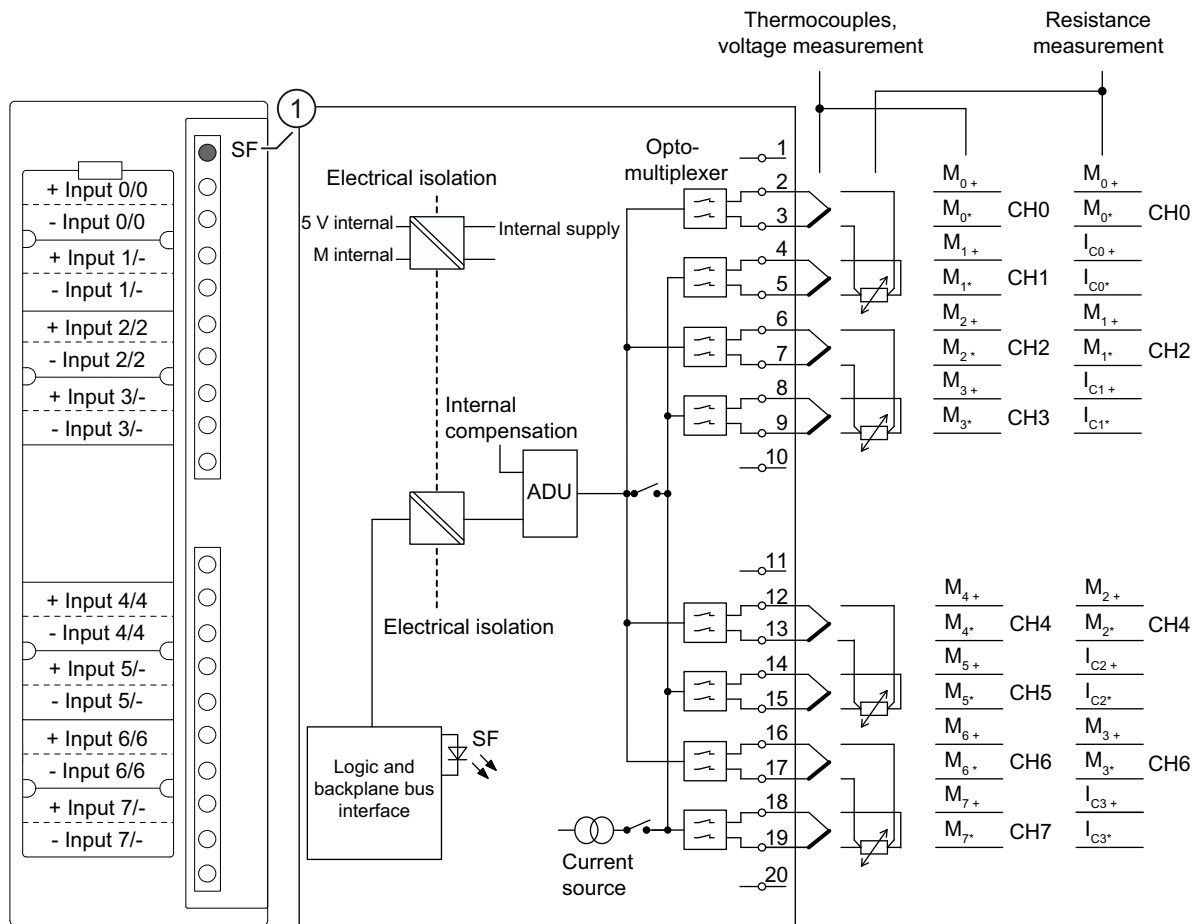 Thermocouples,
voltage measurement
Resistance
measurement
1
SF
+ Input 0/0
- Input 0/0
+ Input 1/-
- Input 1/-
+ Input 2/2
- Input 2/2
+ Input 3/-
- Input 3/-
+ Input 4/4
- Input 4/4
+ Input 5/-
- Input 5/-
+ Input 6/6
- Input 6/6
+ Input 7/-
- Input 7/-
Electrical isolation
5 V internal
M internal
Internal supply
Internal
compensation
ADU
Electrical isolation
Logic and
backplane bus
interface
SF
Current
source
Opto-
multiplexer
1
2
3
4
5
6
7
8
9
10
11
12
13
14
15
16
17
18
19
20
M0 +
M0* CH0
M1 +
M1* CH1
M2 +
M2 * CH2
M3 +
M3* CH3
M4 +
M4* CH4
M5 +
M5* CH5
M6 +
M6 * CH6
M7 +
M7* CH7
M0 +
M0* CH0
IC0 +
IC0*
M1 +
M1* CH2
IC1 +
IC1*
M2 +
M2* CH4
IC2 +
IC2*
M3 +
M3* CH6
IC3 +
IC3*